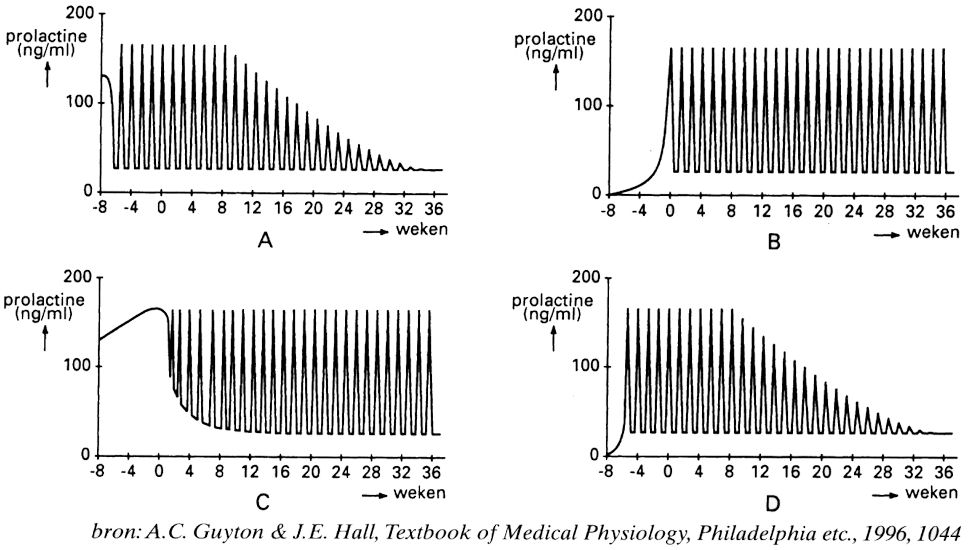 prolactine
(ng/ml)
200
100
0
-8 -4 0 4 8 12 16 20 24 28 32 36
weken
A
prolactine
(ng/ml)
200
100
0
-8 -4 0 4 8 12 16 20 24 28 32 36
weken
B
prolactine
(ng/ml)
200
100
0
-8 -4 0 4 8 12 16 20 24 28 32 36
weken
C
prolactine
(ng/ml)
200
100
0
-8 -4 0 4 8 12 16 20 24 28 32 36
weken
D
bron: A.C. Guyton & J.E. Hall, Textbook of Medical Physiology, Philadelphia etc., 1996, 1044